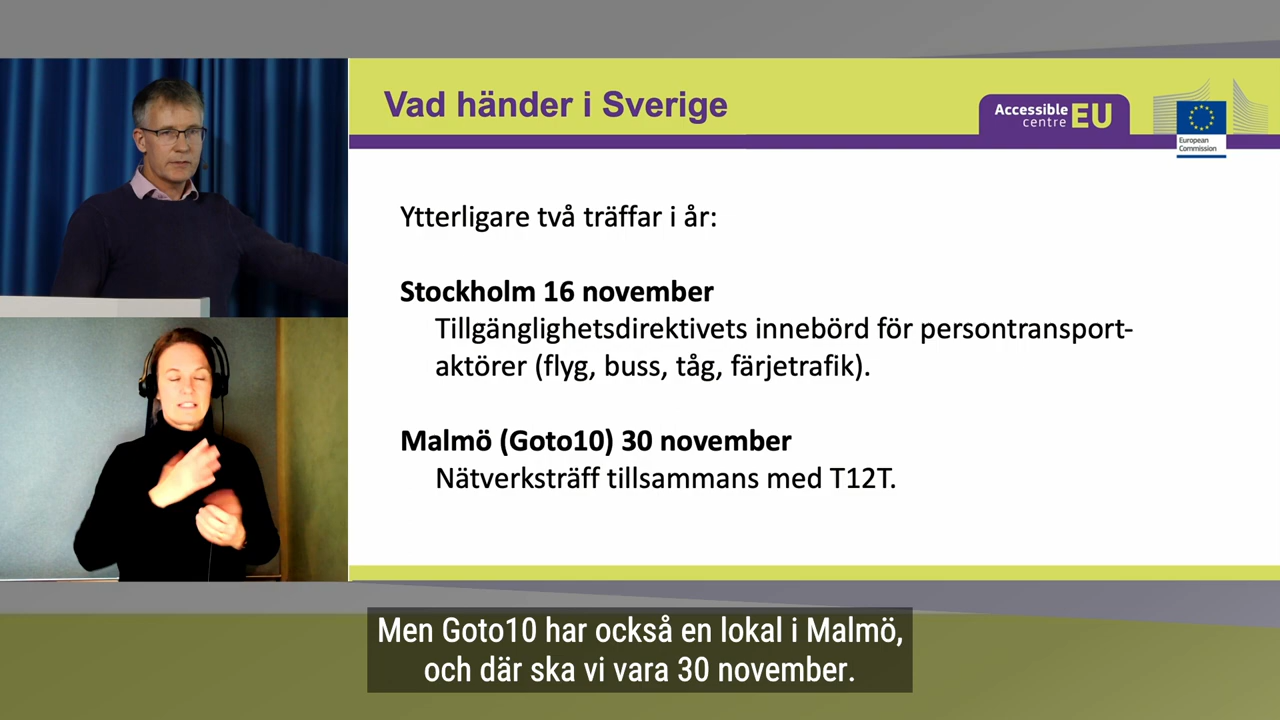 Vad händer i Sverige
Accessible
centre EU
European
Commission
Ytterligare två träffar i år:
Stockholm 16 november
Tillgänglighetsdirektivets innebörd för persontransport-
aktörer (flyg, buss, tåg, färjetrafik).
Malmö (Goto10) 30 november
Nätverksträff tillsammans med T12T.
Men Goto10 har också en lokal i Malmö,
och där ska vi vara 30 november.